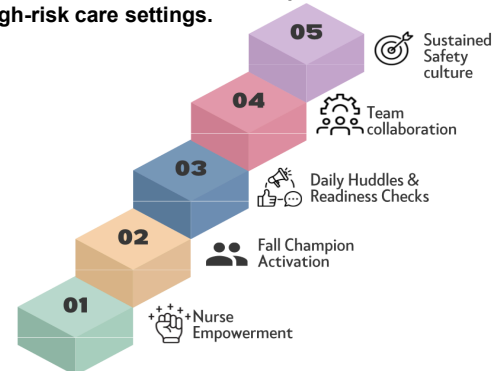 gh-risk care settings.
05
Sustained
Safety
culture
04
Team
collaboration
03
Daily Huddles &
Readiness Checks
02
Fall Champion
Activation
01
Nurse
Empowerment